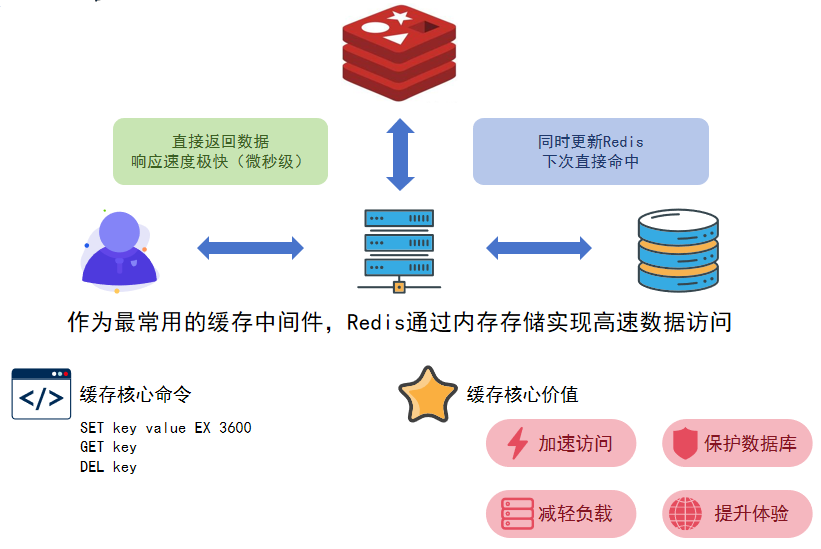 直接返回数据
响应速度极快（微秒级）
同时更新Redis
下次直接命中
作为最常用的缓存中间件，Redis通过内存存储实现高速数据访问
</>
缓存核心命令
SET key value EX 3600
GET key
DEL key
缓存核心价值
加速访问
保护数据库
减轻负载
提升体验